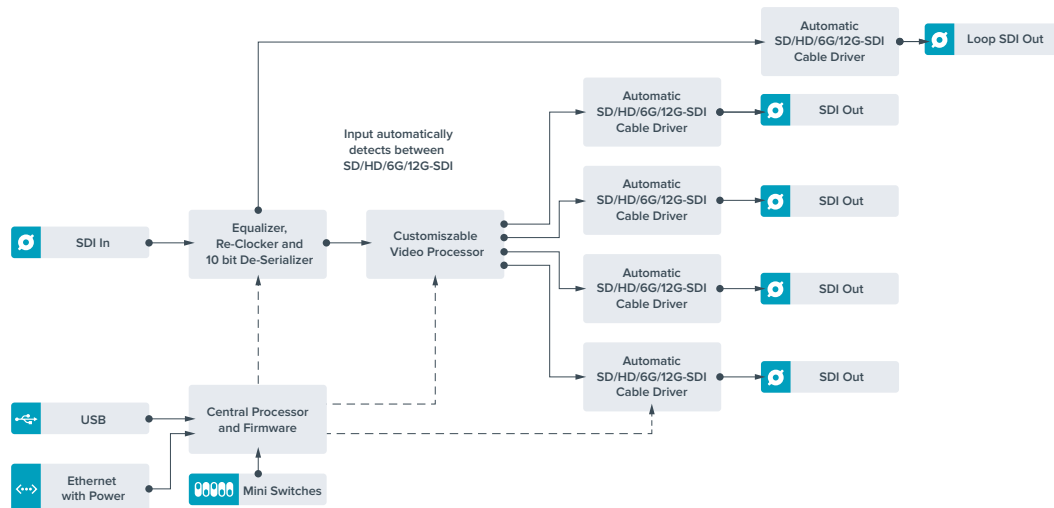 Automatic
SD/HD/6G/12G-SDI
Cable Driver
Loop SDI Out
Automatic
SD/HD/6G/12G-SDI
Cable Driver
SDI Out
Input automatically
detects between
SD/HD/6G/12G-SDI
Automatic
SD/HD/6G/12G-SDI
Cable Driver
SDI Out
SDI In
Equalizer,
Re-Clocker and
10 bit De-Serializer
Customiszable
Video Processor
Automatic
SD/HD/6G/12G-SDI
Cable Driver
SDI Out
Automatic
SD/HD/6G/12G-SDI
Cable Driver
SDI Out
USB
Central Processor
and Firmware
Ethernet
with Power
Mini Switches